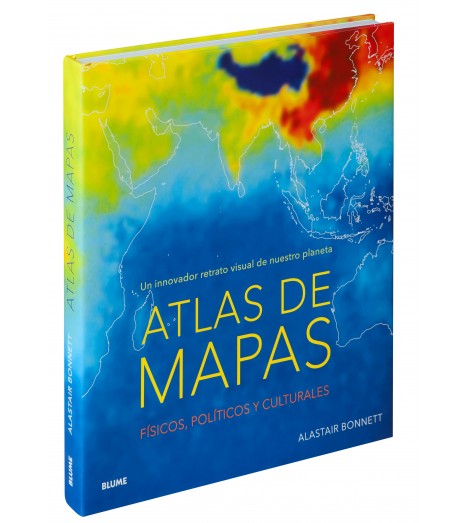 ATLAS DE MAPAS
ALASTAIR BONNETT
BLUME
Un innovador retrato visual de nuestro planeta
ATLAS DE
MAPAS
FÍSICOS, POLÍTICOS Y CULTURALES
ALASTAIR BONNETT